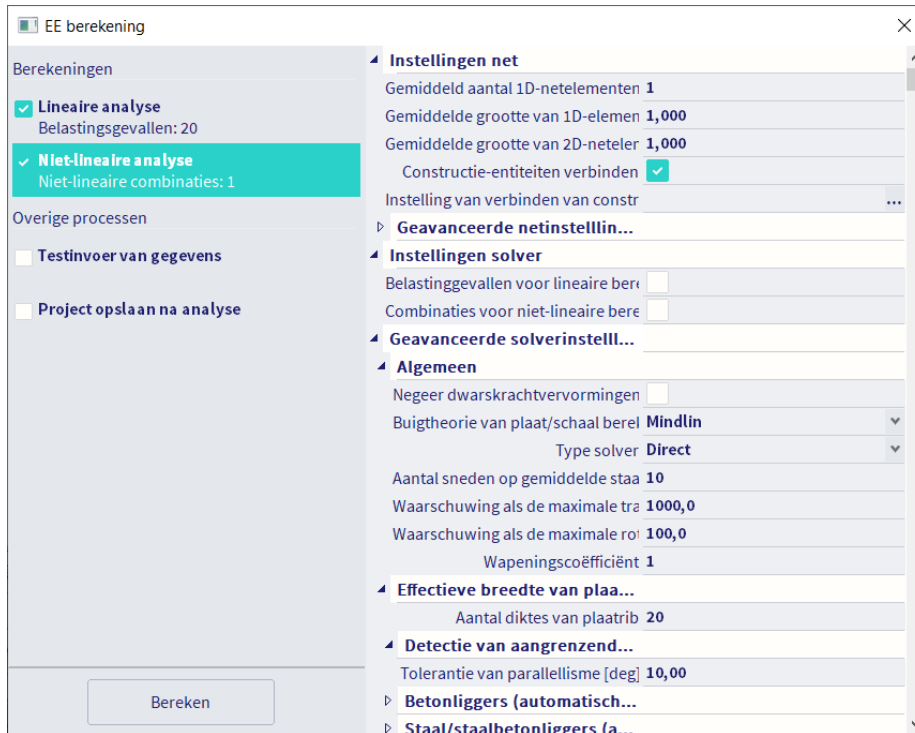 EE berekening
Berekeningen
Lineaire analyse
Belastingsgevallen: 20
Niet-lineaire analyse
Niet-lineaire combinaties: 1
Overige processen
Testinvoer van gegevens
Project opslaan na analyse
Bereken
Instellingen net
Gemiddeld aantal 1D-netelementen 1
Gemiddelde grootte van 1D-elemen 1,000
Gemiddelde grootte van 2D-neteler 1,000
Constructie-entiteiten verbinden
Instelling van verbinden van constr ...
Geavanceerde netinstelllin...
Instellingen solver
Belastinggevallen voor lineaire bere
Combinaties voor niet-lineaire bere
Geavanceerde solverinstelll...
Algemeen
Negeer dwarskrachtvervormingen
Buigtheorie van plaat/schaal berel Mindlin
Type solver Direct
Aantal sneden op gemiddelde staa 10
Waarschuwing als de maximale tra 1000,0
Waarschuwing als de maximale rot 100,0
Wapeningscoëfficiënt 1
Effectieve breedte van plaa...
Aantal diktes van plaatrib 20
Detectie van aangrenzend...
Tolerantie van parallellisme [deg] 10,00
Betonliggers (automatisch...
Staal/staalbetonliggers (a...